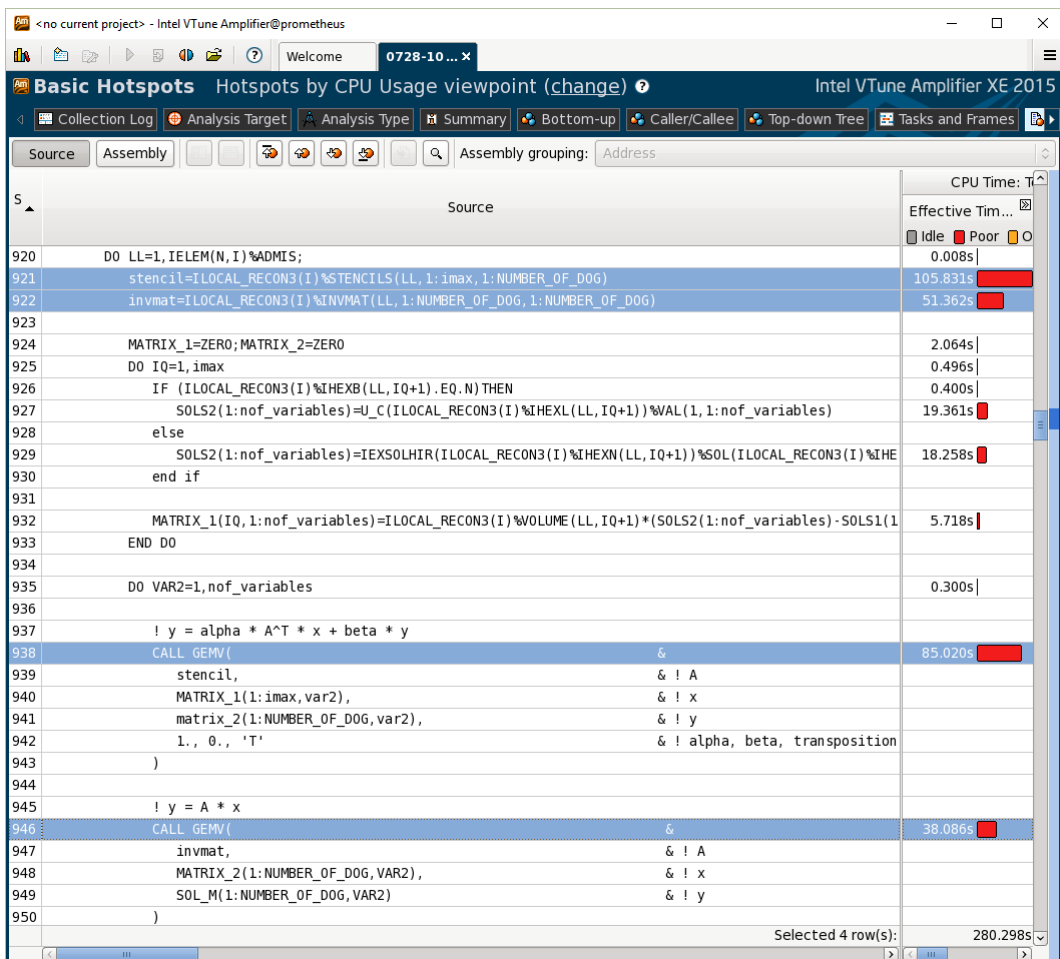 Am <no current project> - Intel VTune Amplifier@prometheus
Welcome 0728-10 ... x
Basic Hotspots Hotspots by CPU Usage viewpoint (change) ? Intel VTune Amplifier XE 2015
Collection Log Analysis Target Analysis Type Summary Bottom-up Caller/Callee Top-down Tree Tasks and Frames
Source Assembly Assembly grouping: Address
CPU Time: T
S Source Effective Tim...
Idle Poor O
920 DO LL=1,IELEM(N,I)%ADMIS; 0.008s
921 stencil=ILOCAL_RECON3(I)%STENCILS(LL,1:imax,1:NUMBER_OF_DOG) 105.831s
922 invmat=ILOCAL_RECON3(I)%INVMAT(LL,1:NUMBER_OF_DOG,1:NUMBER_OF_DOG) 51.362s
923
924 MATRIX_1=ZERO;MATRIX_2=ZERO 2.064s
925 DO IQ=1,imax 0.496s
926 IF (ILOCAL_RECON3(I)%IHEXB(LL,IQ+1).EQ.N)THEN 0.400s
927 SOLS2(1:nof_variables)=U_C(ILOCAL_RECON3(I)%IHEXL(LL,IQ+1))%VAL(1,1:nof_variables) 19.361s
928 else
929 SOLS2(1:nof_variables)=IEXSOLHIR(ILOCAL_RECON3(I)%IHEXN(LL,IQ+1))%SOL(ILOCAL_RECON3(I)%IHE 18.258s
930 end if
931
932 MATRIX_1(IQ,1:nof_variables)=ILOCAL_RECON3(I)%VOLUME(LL,IQ+1)*(SOLS2(1:nof_variables)-SOLS1(1 5.718s
933 END DO
934
935 DO VAR2=1,nof_variables 0.300s
936
937 ! y = alpha * A^T * x + beta * y
938 CALL GEMV( & 85.020s
939 stencil, & ! A
940 MATRIX_1(1:imax,var2), & ! x
941 matrix_2(1:NUMBER_OF_DOG,var2), & ! y
942 1., 0., 'T' & ! alpha, beta, transposition
943 )
944
945 ! y = A * x
946 CALL GEMV( & 38.086s
947 invmat, & ! A
948 MATRIX_2(1:NUMBER_OF_DOG,VAR2), & ! x
949 SOL_M(1:NUMBER_OF_DOG,VAR2) & ! y
950 )
Selected 4 row(s): 280.298s